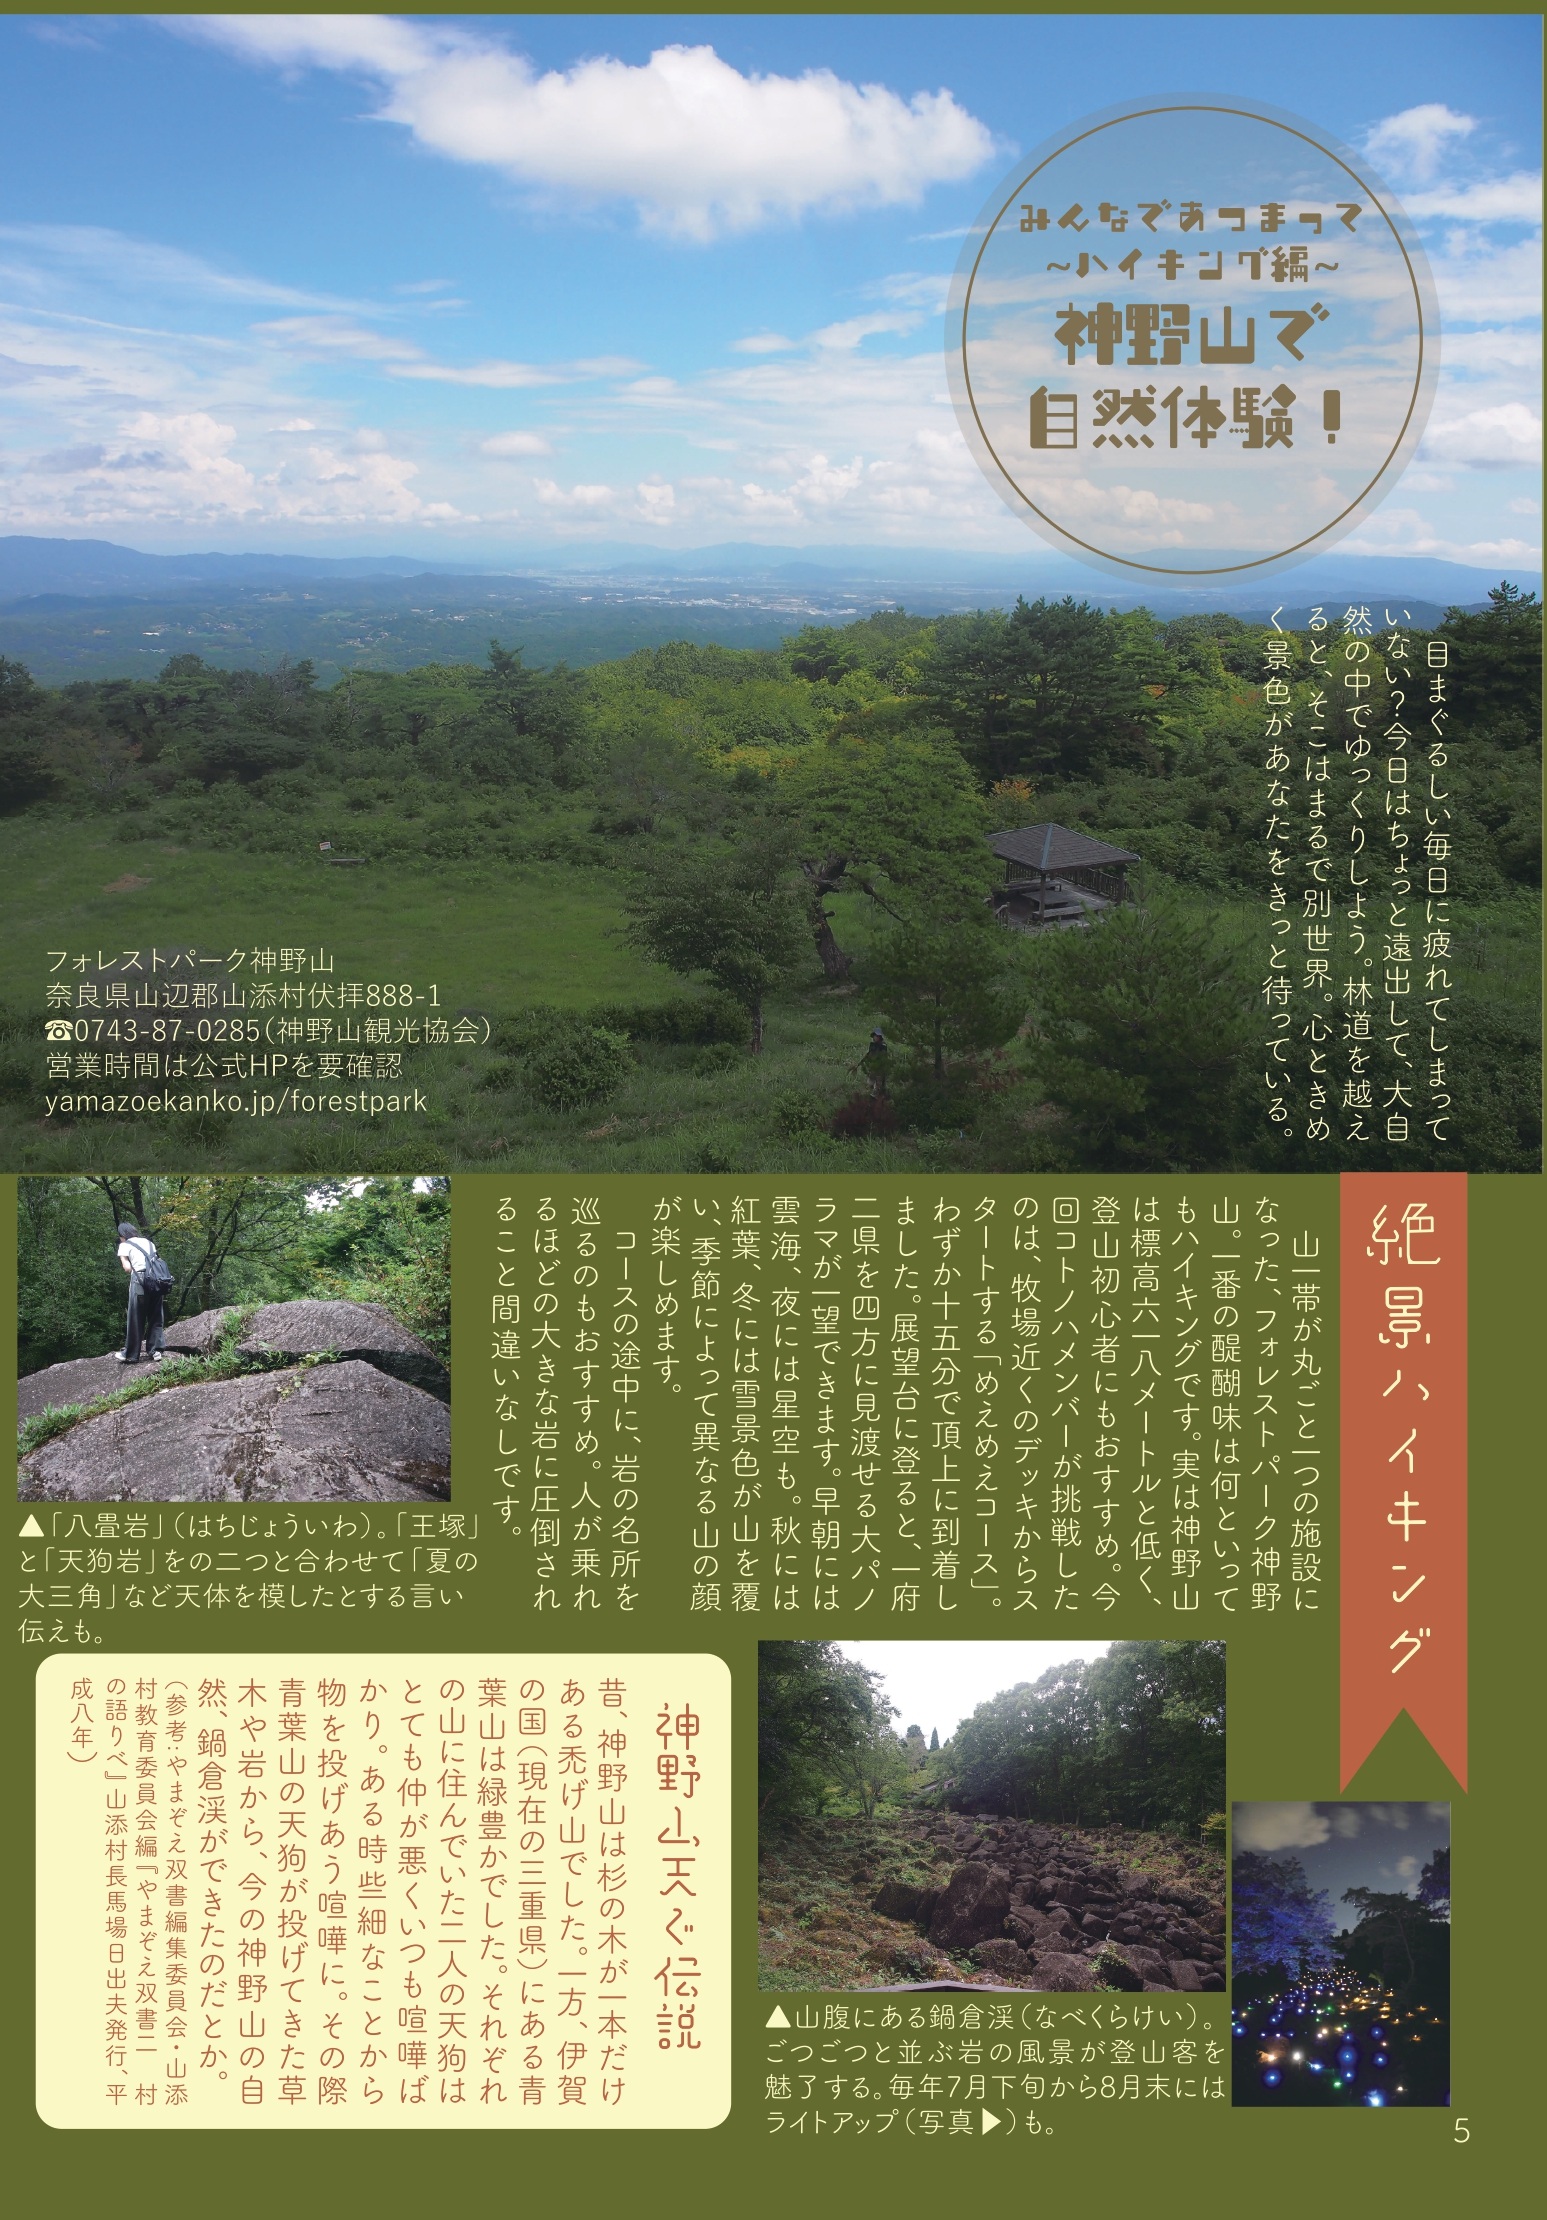 みんなであつまって
~ハイキング編~
神野山で
自然体験!
　目まぐるしい毎日に疲れてしまって
いない?今日はちょっと遠出して、大自
然の中でゆっくりしよう。林道を越え
ると、そこはまるで別世界。心ときめ
く景色があなたをきっと待っている。
フォレストパーク神野山
奈良県山辺郡山添村伏拝888-1
☎0743-87-0285(神野山観光協会)
営業時間は公式HPを要確認
yamazoekanko.jp/forestpark
絶景ハイキング
　山一帯が丸ごと一つの施設に
なった、フォレストパーク神野
山。一番の醍醐味は何といって
もハイキングです。実は神野山
は標高六一八メートルと低く、
登山初心者にもおすすめ。今
回コトノハメンバーが挑戦した
のは、牧場近くのデッキからス
タートする「めえめえコース」。
わずか十五分で頂上に到着し
ました。展望台に登ると、一府
二県を四方に見渡せる大パノ
ラマが一望できます。早朝には
雲海、夜には星空も。秋には
紅葉、冬には雪景色が山を覆
い、季節によって異なる山の顔
が楽しめます。
　コースの途中に、岩の名所を
巡るのもおすすめ。人が乗れ
るほどの大きな岩に圧倒され
ること間違いなしです。
▲「八畳岩」(はちじょういわ)。「王塚」
と「天狗岩」をの二つと合わせて「夏の
大三角」など天体を模したとする言い
伝えも。
▲山腹にある鍋倉渓(なべくらけい)。
ごつごつと並ぶ岩の風景が登山客を
魅了する。毎年7月下旬から8月末には
ライトアップ(写真▶)も。
神野山天ぐ伝説
昔、神野山は杉の木が一本だけ
ある禿げ山でした。一方、伊賀
の国(現在の三重県)にある青
葉山は緑豊かでした。それぞれ
の山に住んでいた二人の天狗は
とても仲が悪くいつも喧嘩ば
かり。ある時些細なことから
物を投げあう喧嘩に。その際
青葉山の天狗が投げてきた草
木や岩から、今の神野山の自
然、鍋倉渓ができたのだとか。
(参考:やまぞえ双書編集委員会・山添
村教育委員会編『やまぞえ双書二　村
の語りべ』山添村長馬場日出夫発行、平
成八年)
5